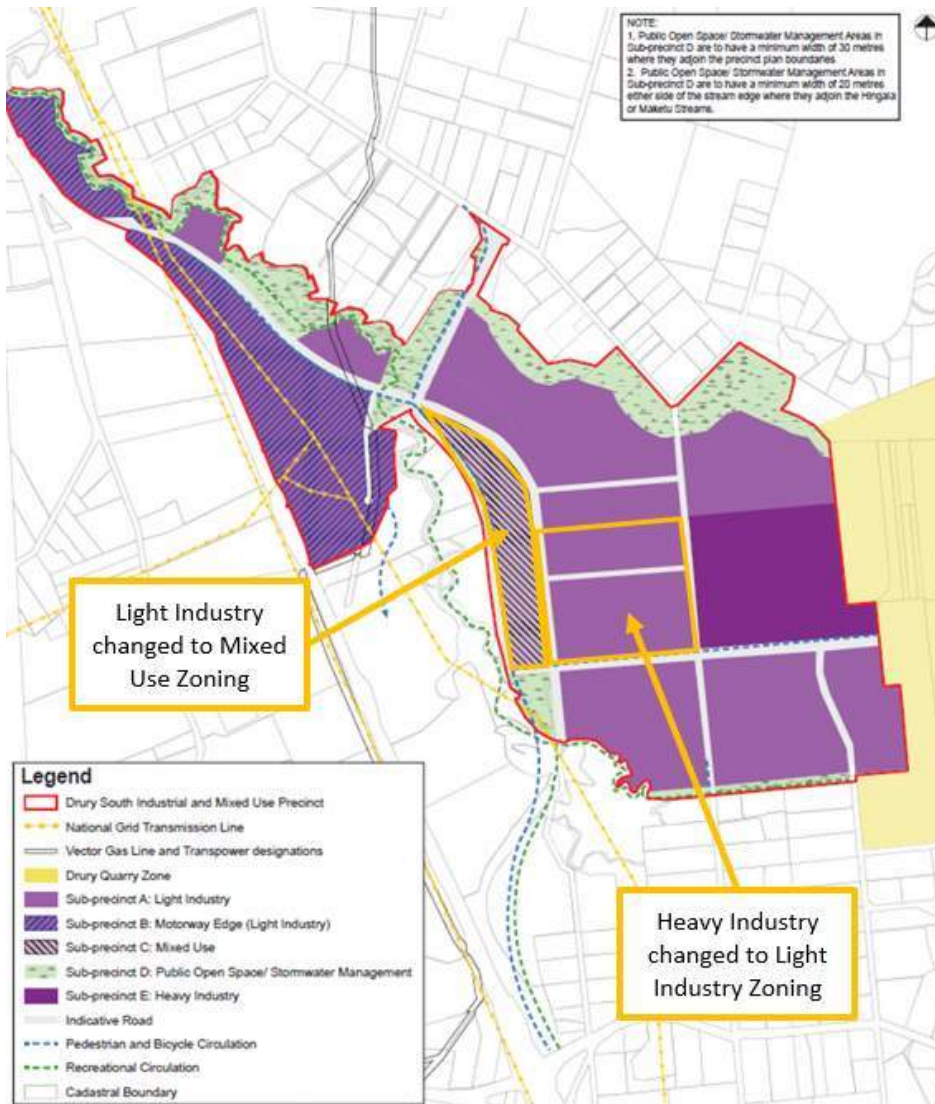 NOTE:
1. Public Open Space/ Stormwater Management Areas in
Sub-precinct D are to have a minimum width of 30 metres
where they adjoin the precinct plan boundaries
2. Public Open Space/ Stormwater Management Areas in
Sub-precinct D are to have a minimum width of 20 metres
either side of the stream edge where they adjoin the Hingaia
or Maketu Streams.
Light Industry
changed to Mixed
Use Zoning
Heavy Industry
changed to Light
Industry Zoning
Legend
Drury South Industrial and Mixed Use Precinct
National Grid Transmission Line
Vector Gas Line and Transpower designations
Drury Quarry Zone
Sub-precinct A: Light Industry
Sub-precinct B: Motorway Edge (Light Industry)
Sub-precinct C: Mixed Use
Sub-precinct D: Public Open Space/ Stormwater Management
Sub-precinct E: Heavy Industry
Indicative Road
Pedestrian and Bicycle Circulation
Recreational Circulation
Cadastral Boundary